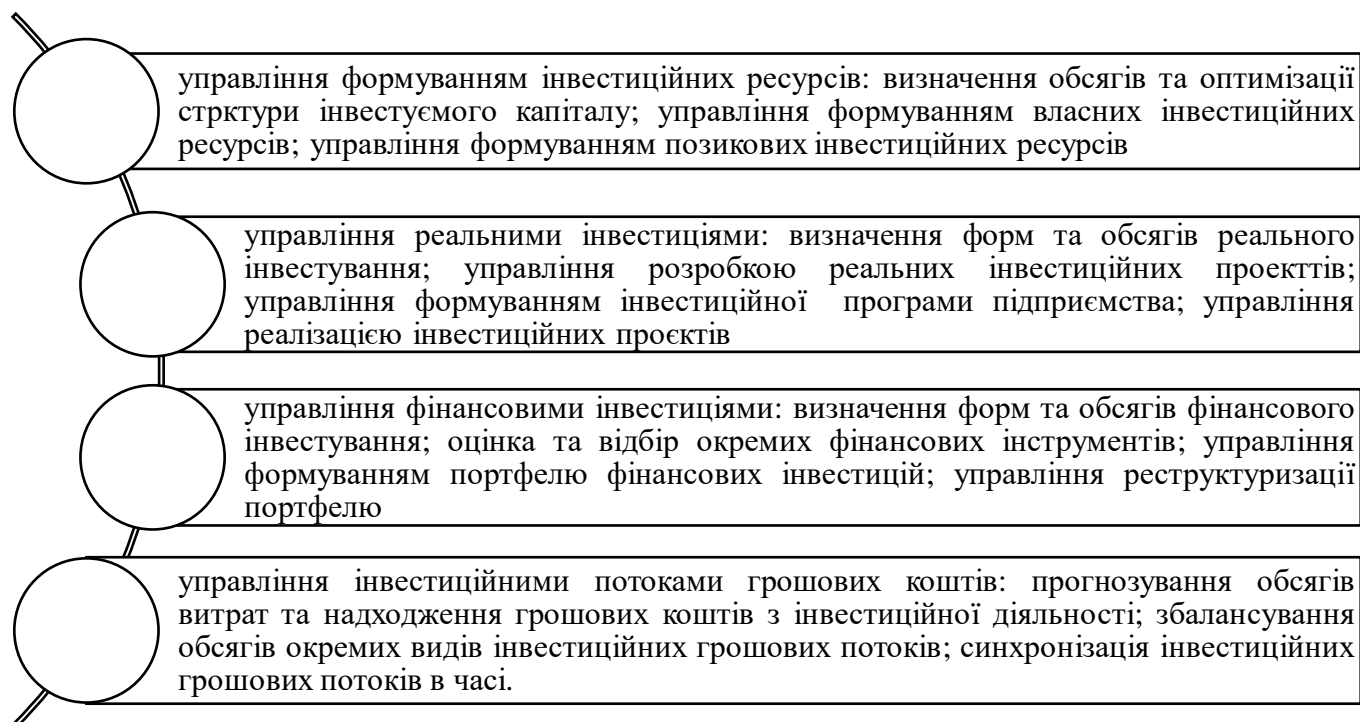 управління формуванням інвестиційних ресурсів: визначення обсягів та оптимізації
стрктури інвестуємого капіталу; управління формуванням власних інвестиційних
ресурсів; управління формуванням позикових інвестиційних ресурсів
управління реальними інвестиціями: визначення форм та обсягів реального
інвестування; управління розробкою реальних інвестиційних проекттів;
управління формуванням інвестиційної програми підприємства; управління
реалізацією інвестиційних проєктів
управління фінансовими інвестиціями: визначення форм та обсягів фінансового
інвестування; оцінка та відбір окремих фінансових інструментів; управління
формуванням портфелю фінансових інвестицій; управління реструктуризації
портфелю
управління інвестиційними потоками грошових коштів: прогнозування обсягів
витрат та надходження грошових коштів з інвестиційної діяльності; збалансування
обсягів окремих видів інвестиційних грошових потоків; синхронізація інвестиційних
грошових потоків в часі.